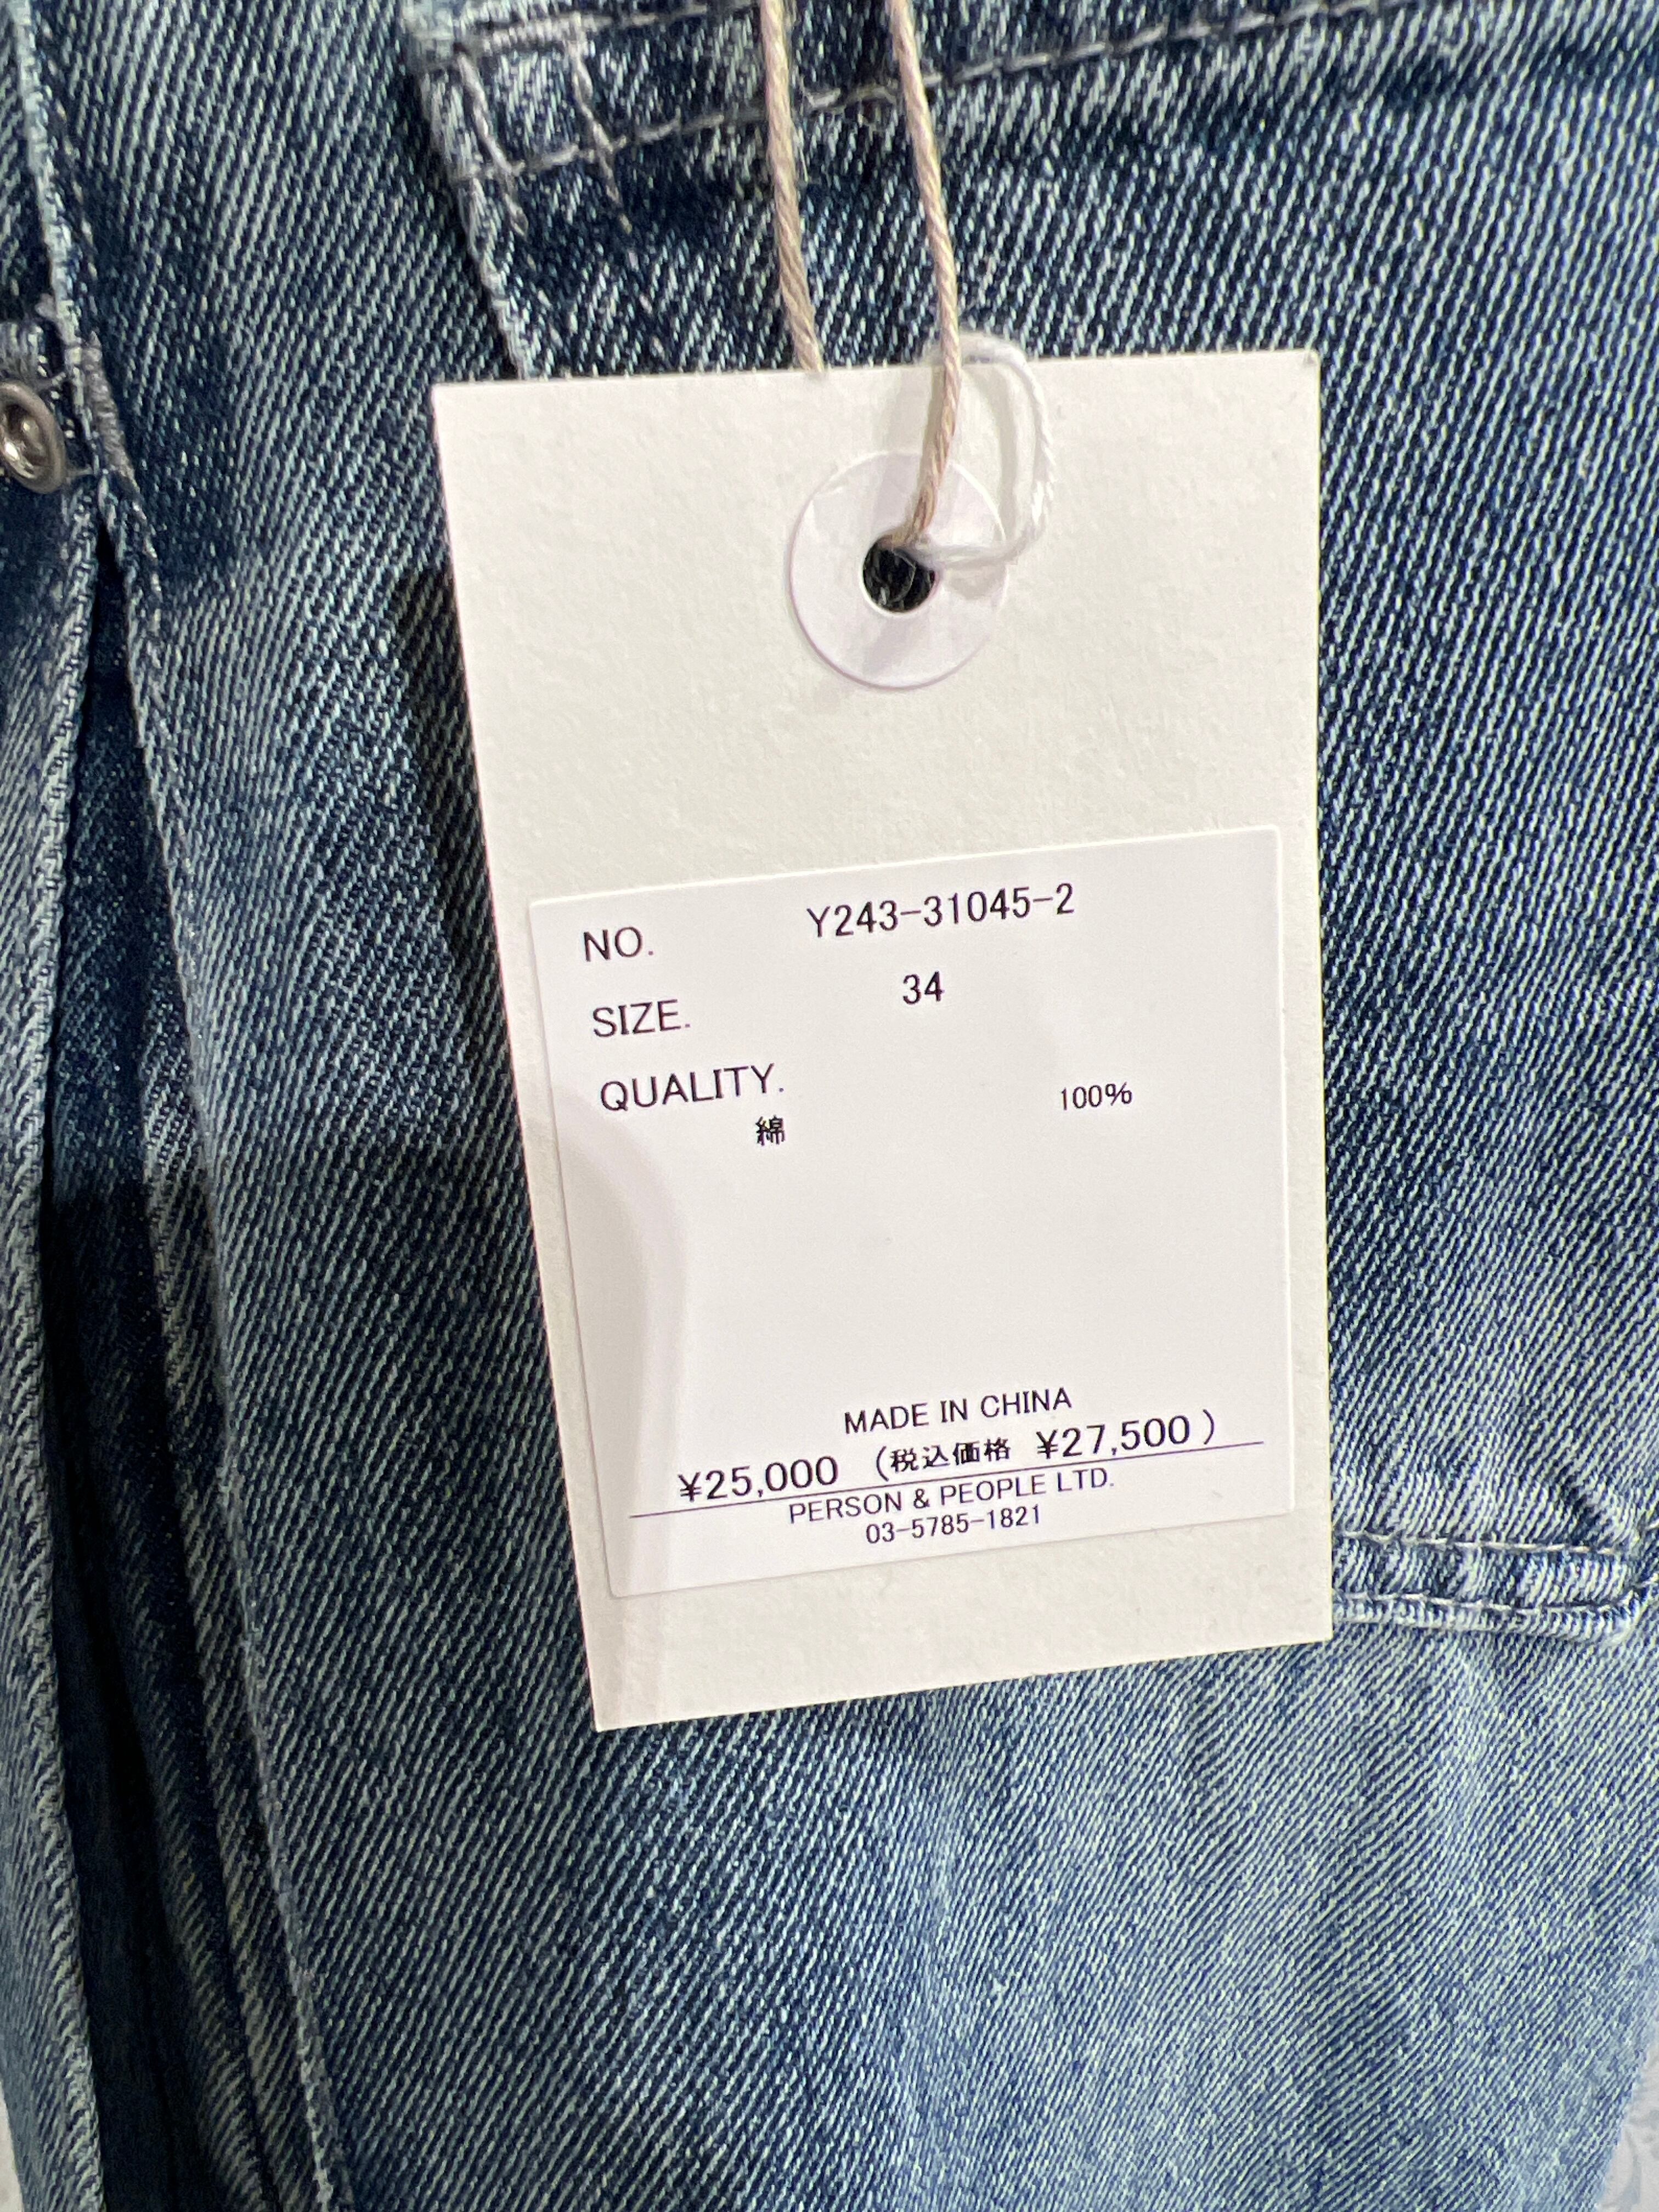 NO. Y243-31045-2
SIZE. 34
QUALITY.
綿 100%
MADE IN CHINA
¥25,000 (税込価格 ¥27,500)
PERSON & PEOPLE LTD.
03-5785-1821